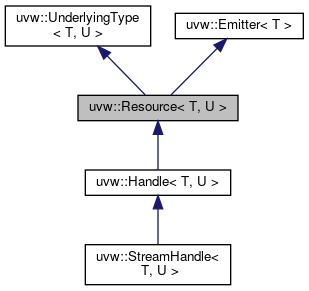 uvw::UnderlyingType
< T, U >
uvw::Emitter< T >
uvw::Resource< T, U >
uvw::Handle< T, U >
uvw::StreamHandle<
T, U >